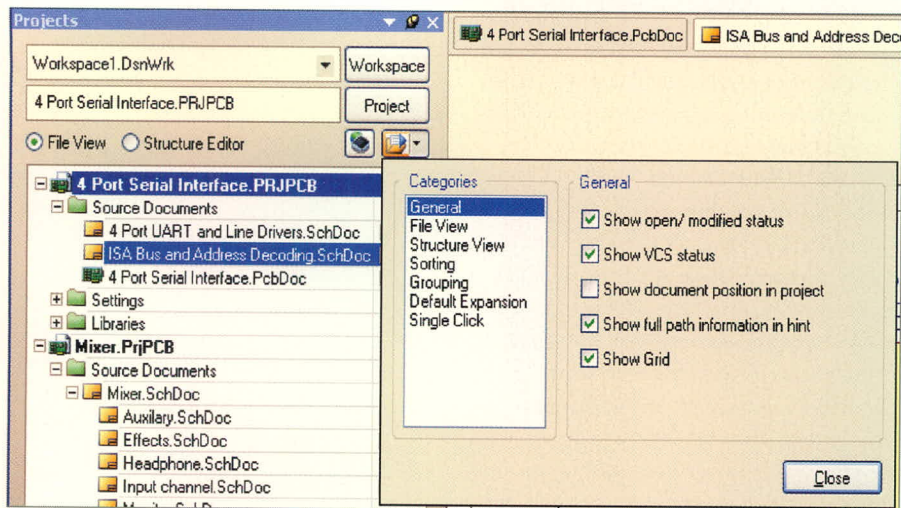 Projects
4 Port Serial Interface.PcbDoc
ISA Bus and Address
Workspace1.DsnWrk
Workspace
4 Port Serial Interface.PRJPCB
Project
File View
Structure Editor
4 Port Serial Interface.PRJPCB
Source Documents
4 Port UART and Line Drivers.SchDoc
ISA Bus and Address Decoding.SchDoc
4 Port Serial Interface.PcbDoc
Settings
Libraries
Mixer.PrjPCB
Source Documents
Mixer.SchDoc
Auxilary.SchDoc
Effects.SchDoc
Headphone.SchDoc
Input channel.SchDoc
Categories
General
File View
Structure View
Sorting
Grouping
Default Expansion
Single Click
General
Show open/ modified status
Show VCS status
Show document position in project
Show full path information in hint
Show Grid
Close